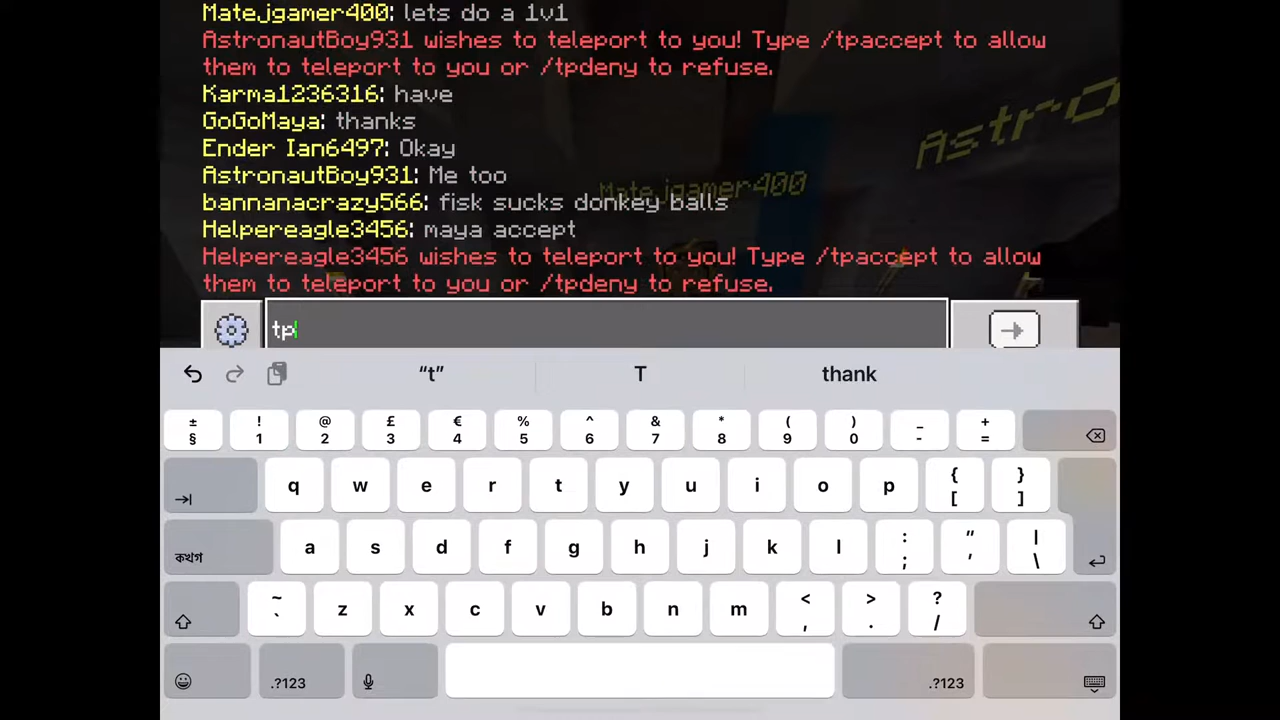 Matejgamer400: lets do a 1v1
AstronautBoy931 wishes to teleport to you! Type /tpaccept to allow
them to teleport to you or /tpdeny to refuse.
Karma1236316: have
GoGoMaya: thanks
Ender Ian6497: Okay
AstronautBoy931: Me too
bannanacrazy566: fisk sucks donkey balls
Helpereagle3456: maya accept
Helpereagle3456 wishes to teleport to you! Type /tpaccept to allow
them to teleport to you or /tpdeny to refuse.
Astro
Matejgamer400
tp
“t” T thank
± ! @ £ € % ^ & * ( ) _ +
§ 1 2 3 4 5 6 7 8 9 0 - =
q w e r t y u i o p { [ } ]
কখগ a s d f g h j k l : ; " ' | \
~ ` z x c v b n m < , > . ? /
.?123 .?123